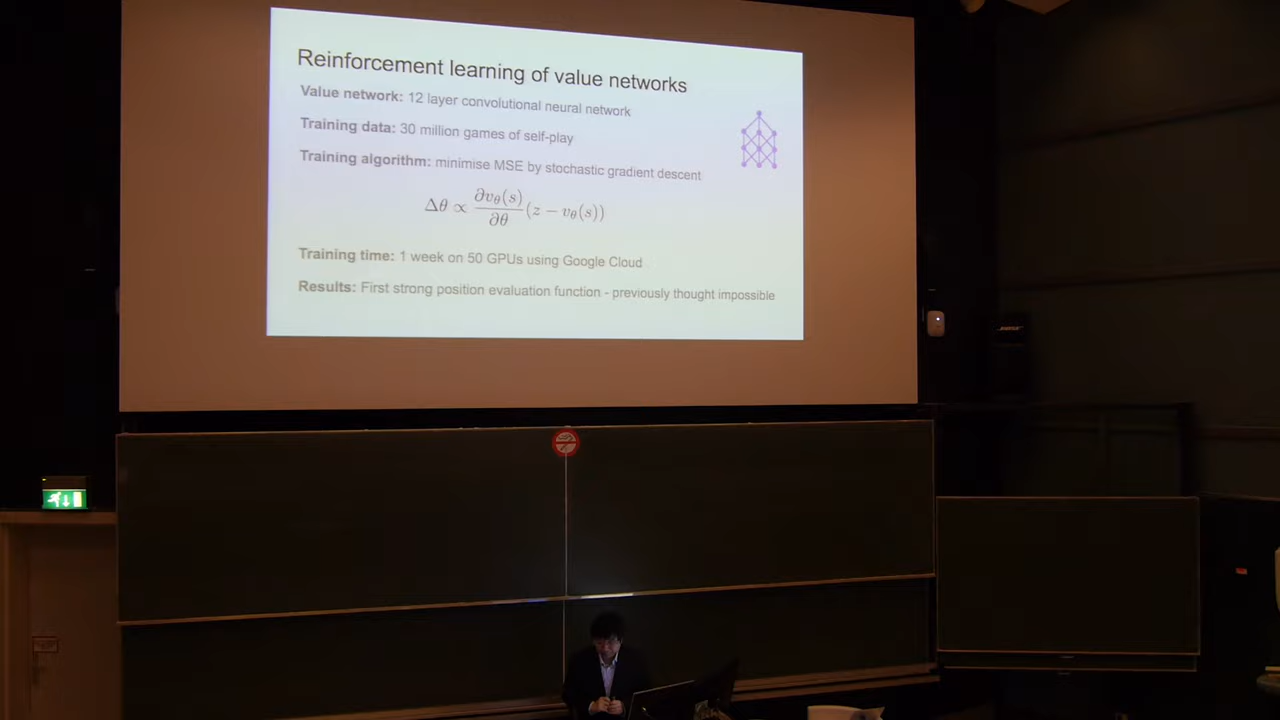 Reinforcement learning of value networks
Value network: 12 layer convolutional neural network
Training data: 30 million games of self-play
Training algorithm: minimise MSE by stochastic gradient descent
Δθ ∝ ∂vθ(s)/∂θ (z − vθ(s))
Training time: 1 week on 50 GPUs using Google Cloud
Results: First strong position evaluation function - previously thought impossible
BOSE